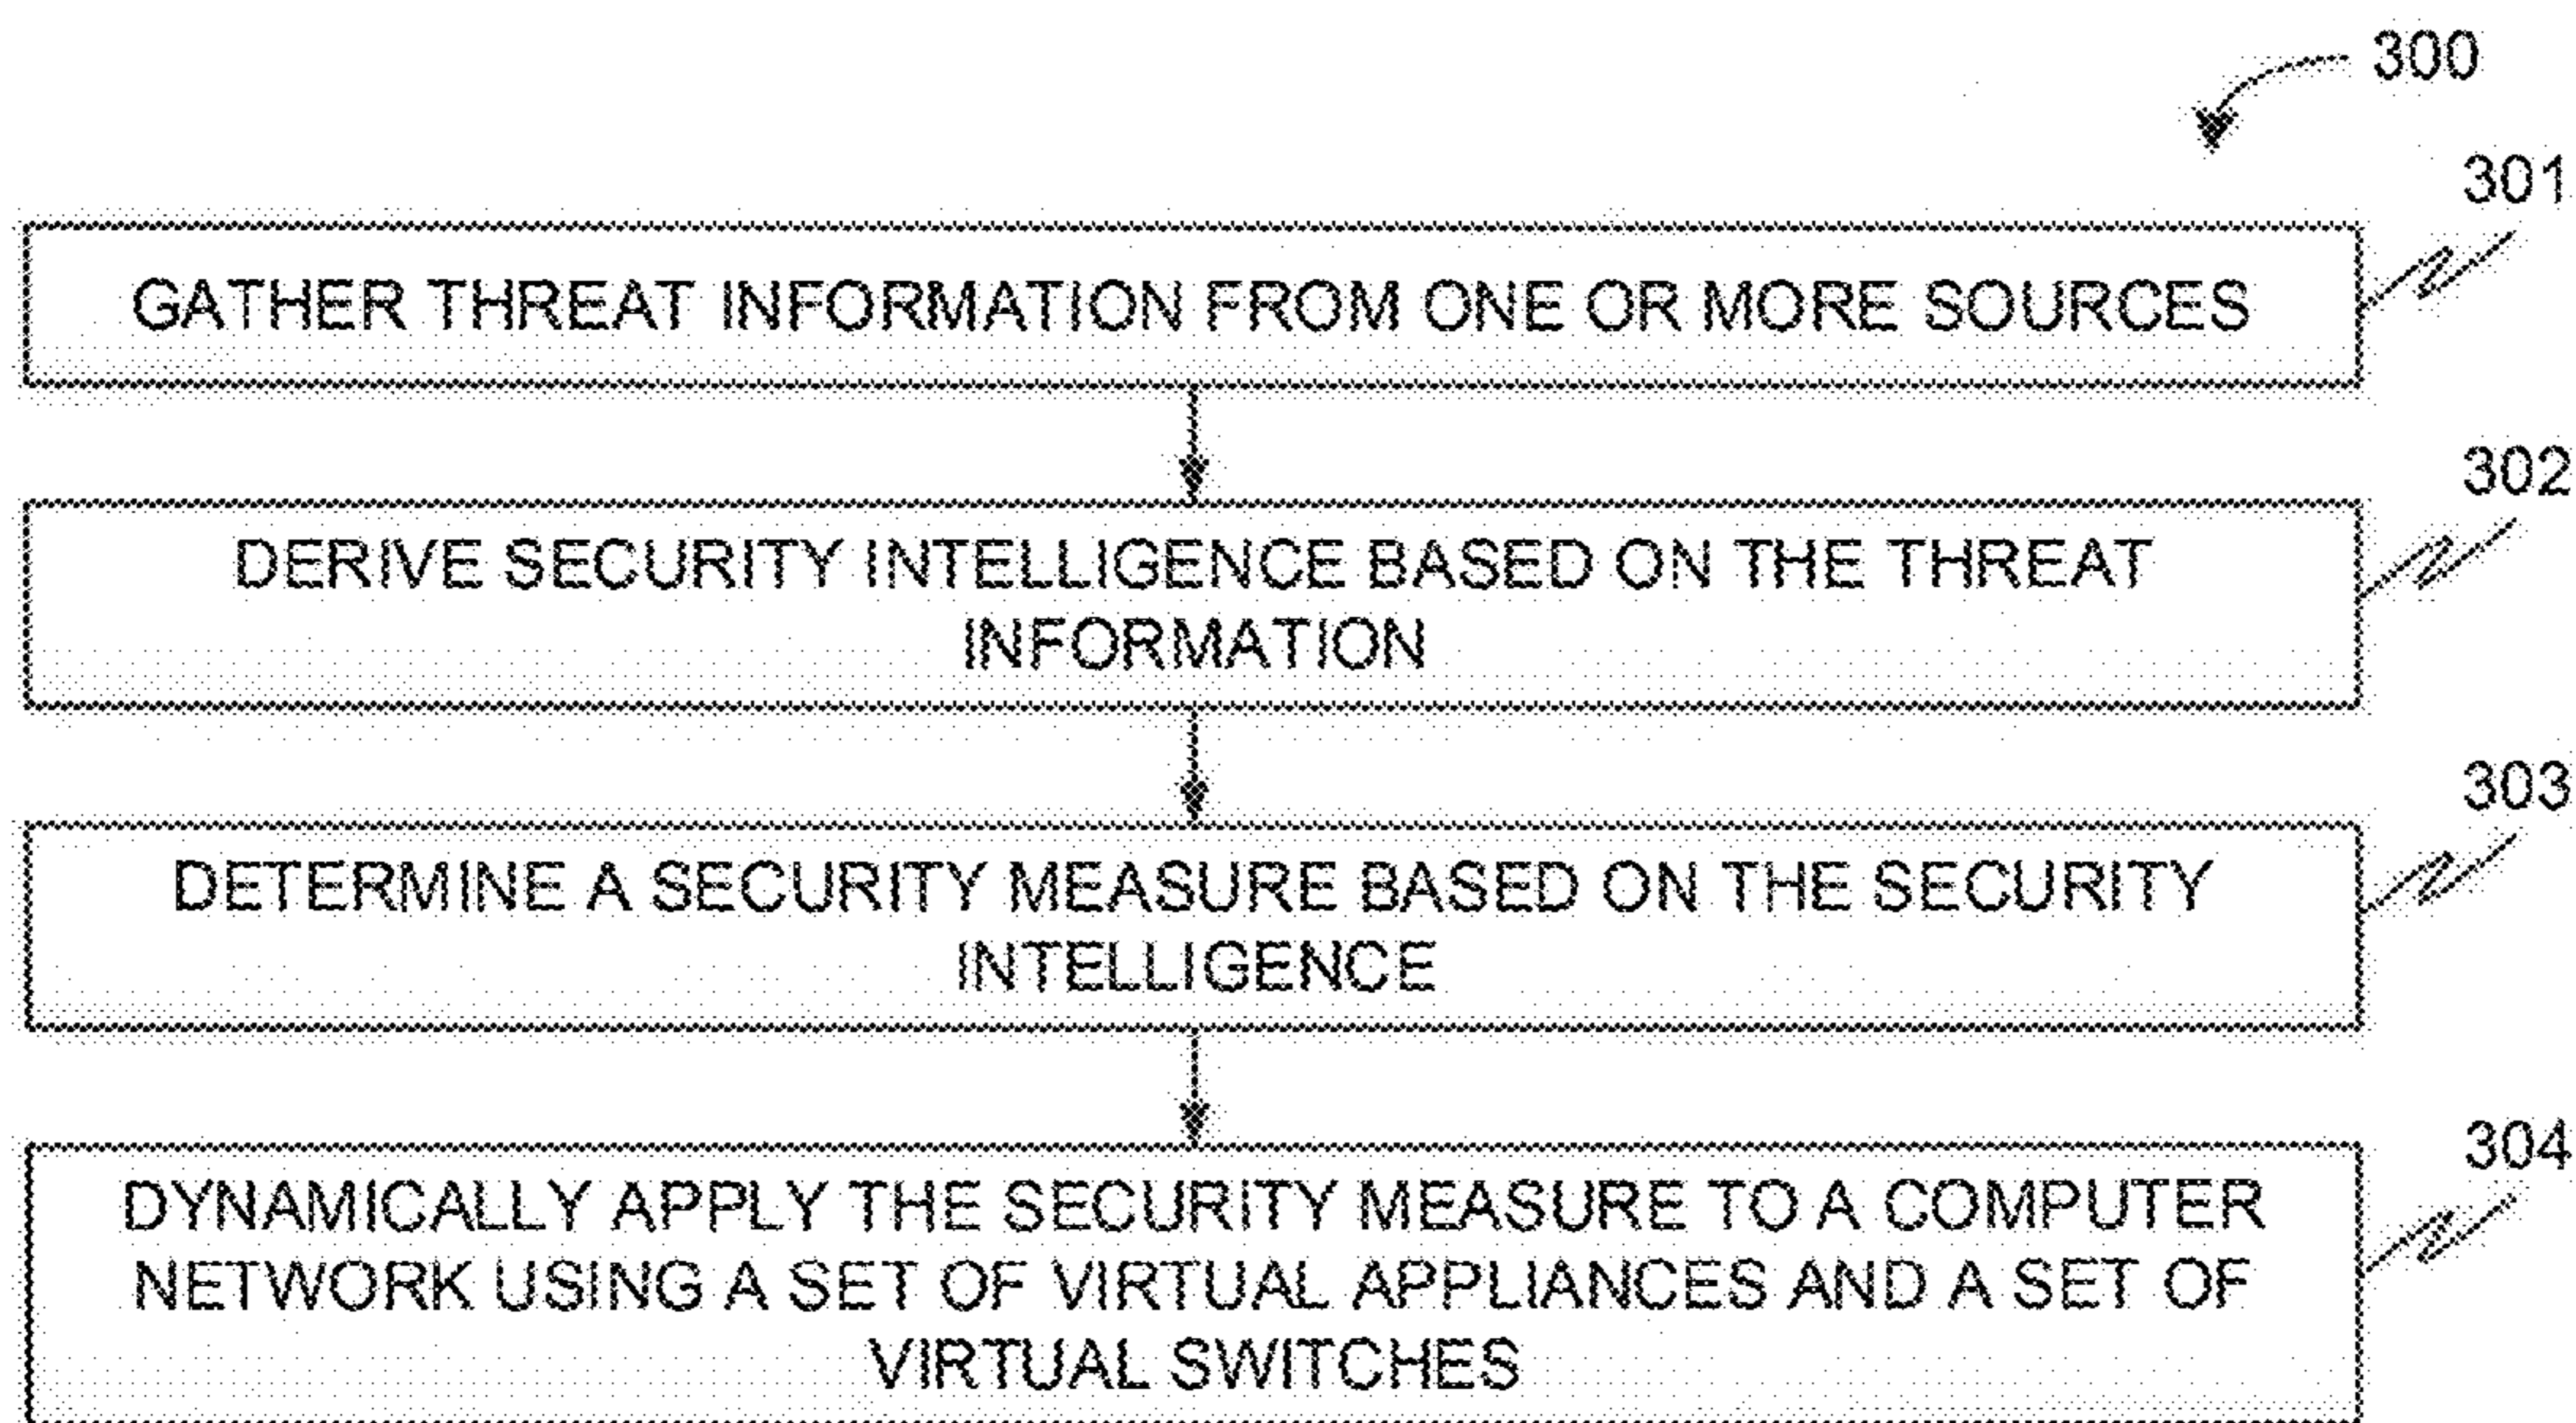 300
301
GATHER THREAT INFORMATION FROM ONE OR MORE SOURCES
302
DERIVE SECURITY INTELLIGENCE BASED ON THE THREAT
INFORMATION
303
DETERMINE A SECURITY MEASURE BASED ON THE SECURITY
INTELLIGENCE
304
DYNAMICALLY APPLY THE SECURITY MEASURE TO A COMPUTER
NETWORK USING A SET OF VIRTUAL APPLIANCES AND A SET OF
VIRTUAL SWITCHES